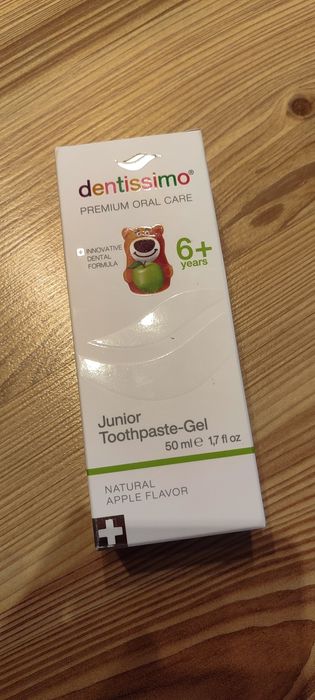 dentissimo®
PREMIUM ORAL CARE
INNOVATIVE
DENTAL
FORMULA
6+
years
Junior
Toothpaste-Gel
50 ml e 1,7 fl oz
NATURAL
APPLE FLAVOR